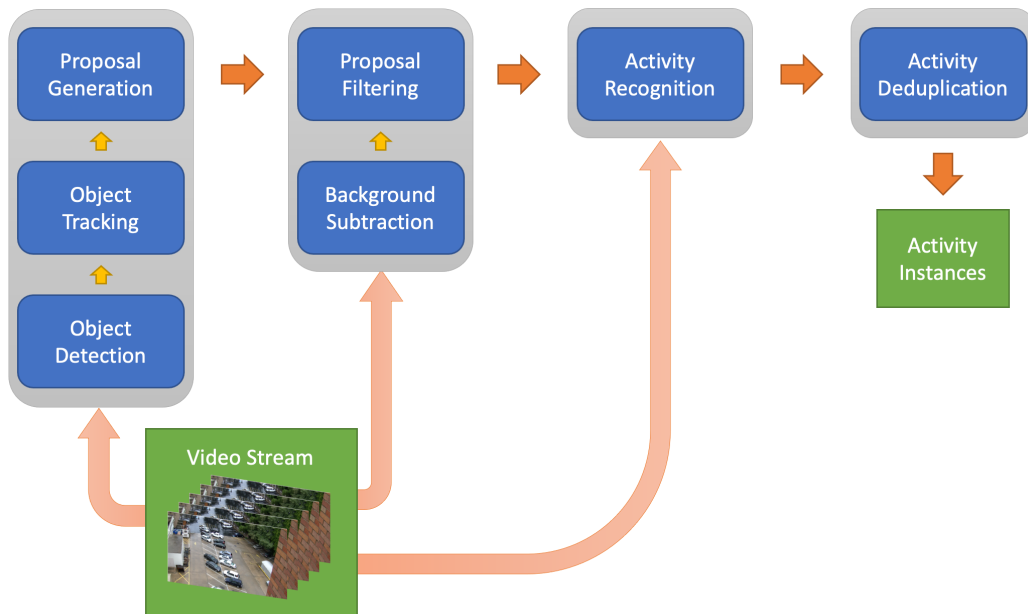 Proposal
Generation
Proposal
Filtering
Activity
Recognition
Activity
Deduplication
Object
Tracking
Background
Subtraction
Activity
Instances
Object
Detection
Video Stream